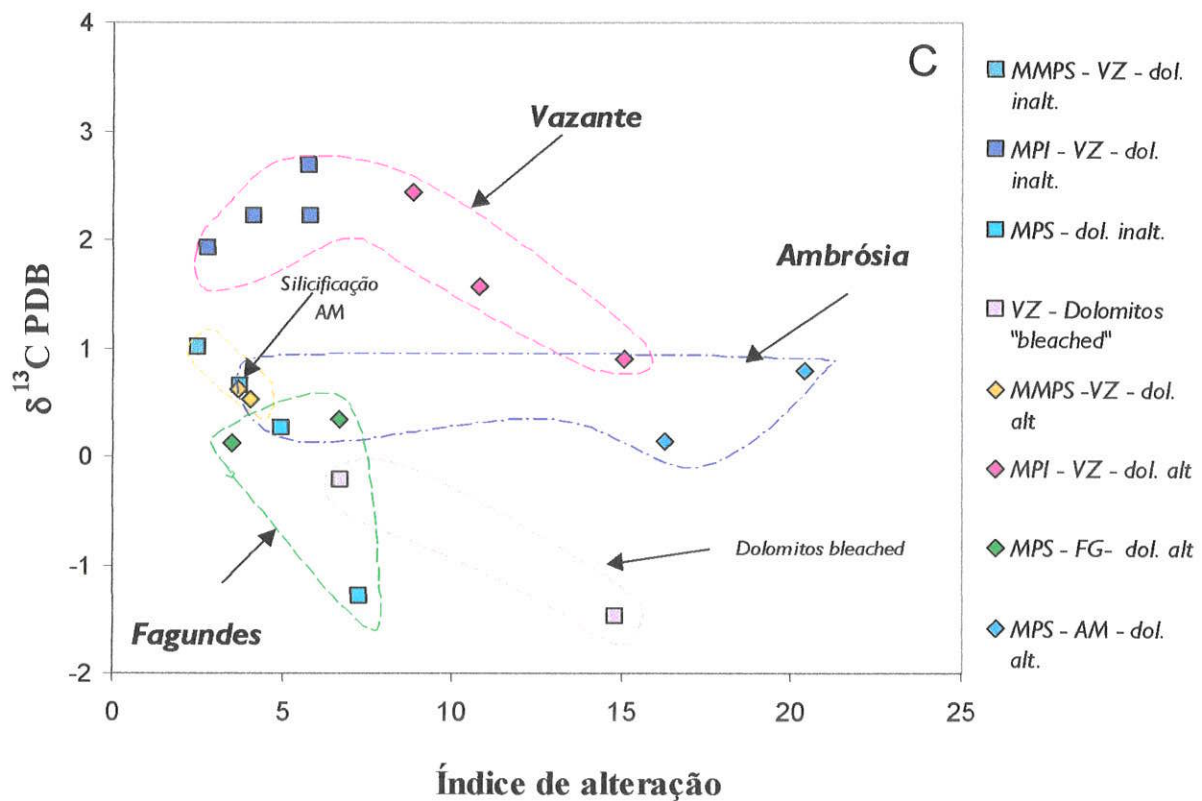 4
3
2
1
0
-1
-2
δ ¹³C PDB
0
5
10
15
20
25
Índice de alteração
C
Vazante
Ambrósia
Silicificação
AM
Dolomitos bleached
Fagundes
MMPS - VZ - dol.
inalt.
MPI - VZ - dol.
inalt.
MPS - dol. inalt.
VZ - Dolomitos
"bleached"
MMPS -VZ - dol.
alt
MPI - VZ - dol. alt
MPS - FG- dol. alt
MPS - AM - dol.
alt.